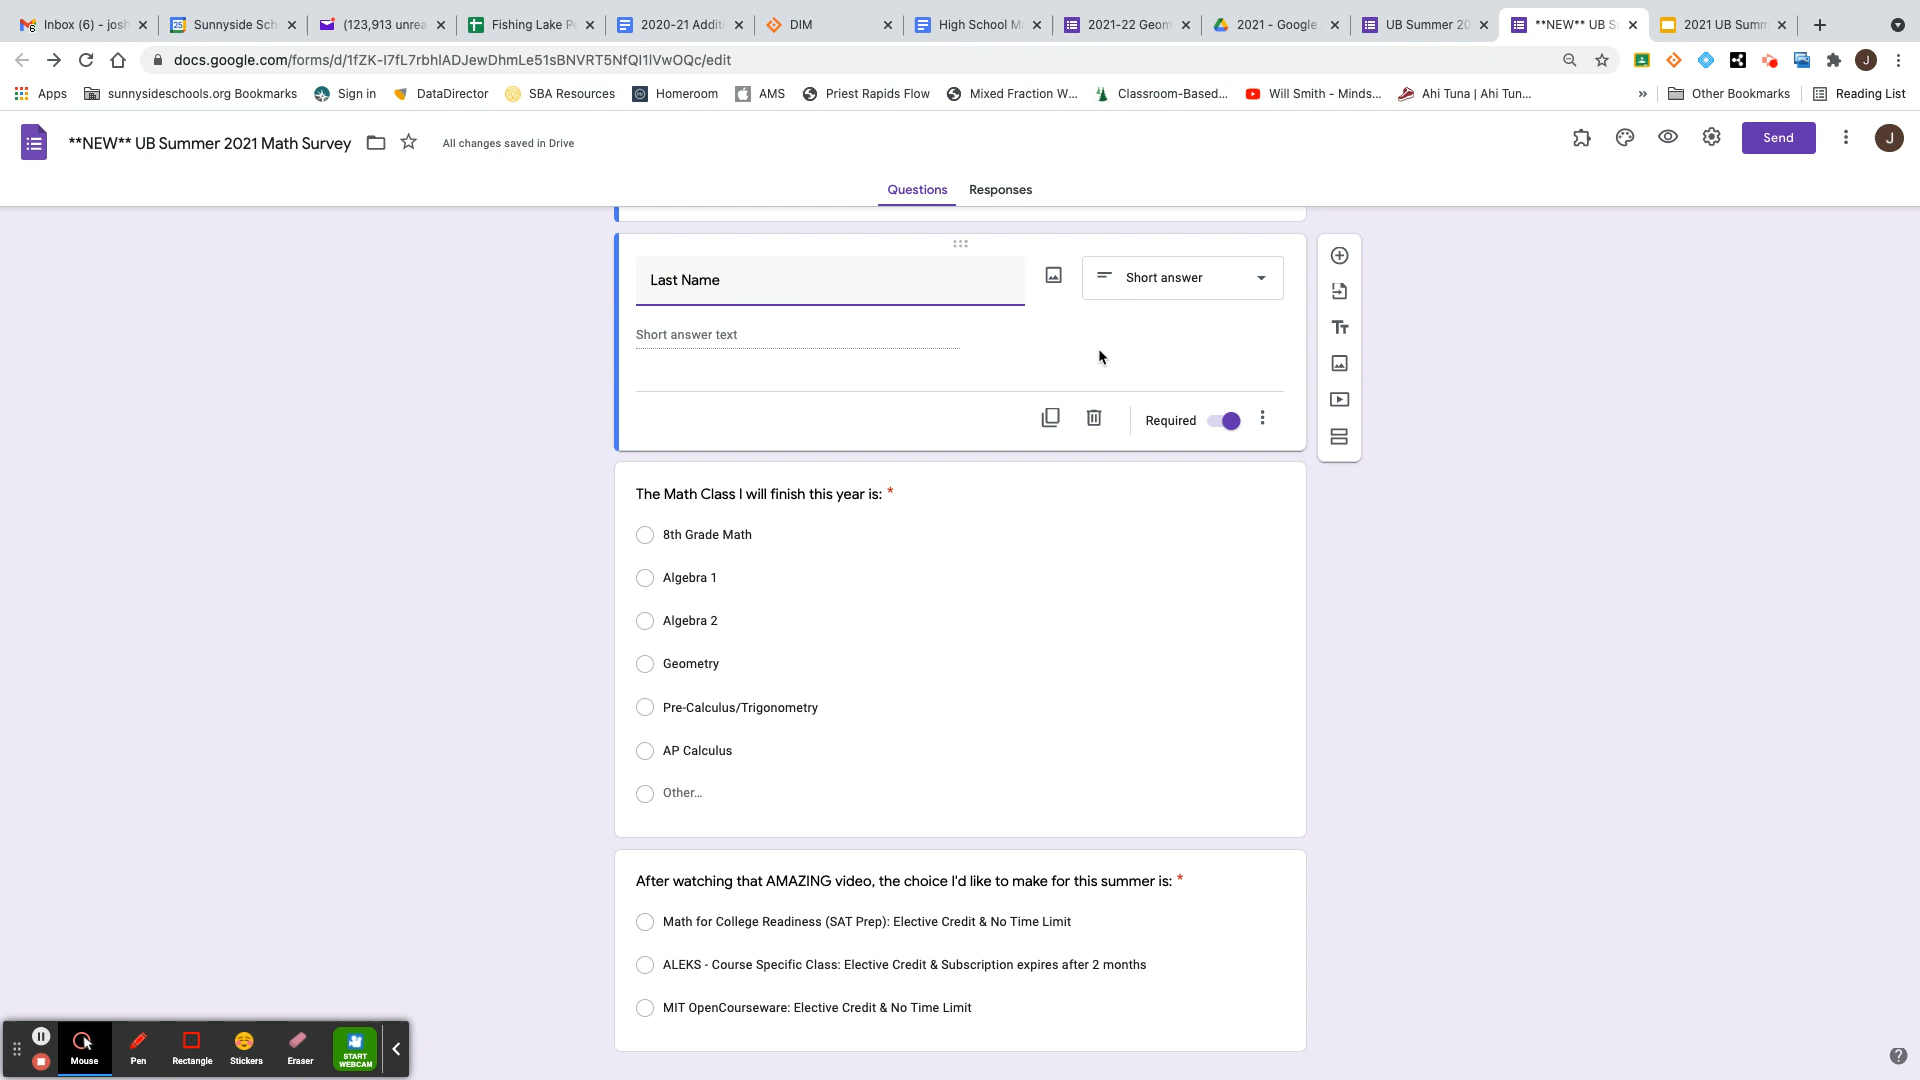 Inbox (6) - josh
Sunnyside Sch
(123,913 unrea
Fishing Lake P
2020-21 Additi
DIM
High School M
2021-22 Geom
2021 - Google
UB Summer 20
**NEW** UB S
2021 UB Summ
docs.google.com/forms/d/1fZK-I7fL7rbhIADJewDhmLe51sBNVRT5NfQI1IVwOQc/edit
Apps
sunnysideschools.org Bookmarks
Sign in
DataDirector
SBA Resources
Homeroom
AMS
Priest Rapids Flow
Mixed Fraction W...
Classroom-Based...
Will Smith - Minds...
Ahi Tuna | Ahi Tun...
»
Other Bookmarks
Reading List
**NEW** UB Summer 2021 Math Survey
All changes saved in Drive
Send
J
Questions
Responses
Last Name
Short answer
Short answer text
Required
The Math Class I will finish this year is: *
8th Grade Math
Algebra 1
Algebra 2
Geometry
Pre-Calculus/Trigonometry
AP Calculus
Other...
After watching that AMAZING video, the choice I'd like to make for this summer is: *
Math for College Readiness (SAT Prep): Elective Credit & No Time Limit
ALEKS - Course Specific Class: Elective Credit & Subscription expires after 2 months
MIT OpenCourseware: Elective Credit & No Time Limit
Mouse
Pen
Rectangle
Stickers
Eraser
START
WEBCAM